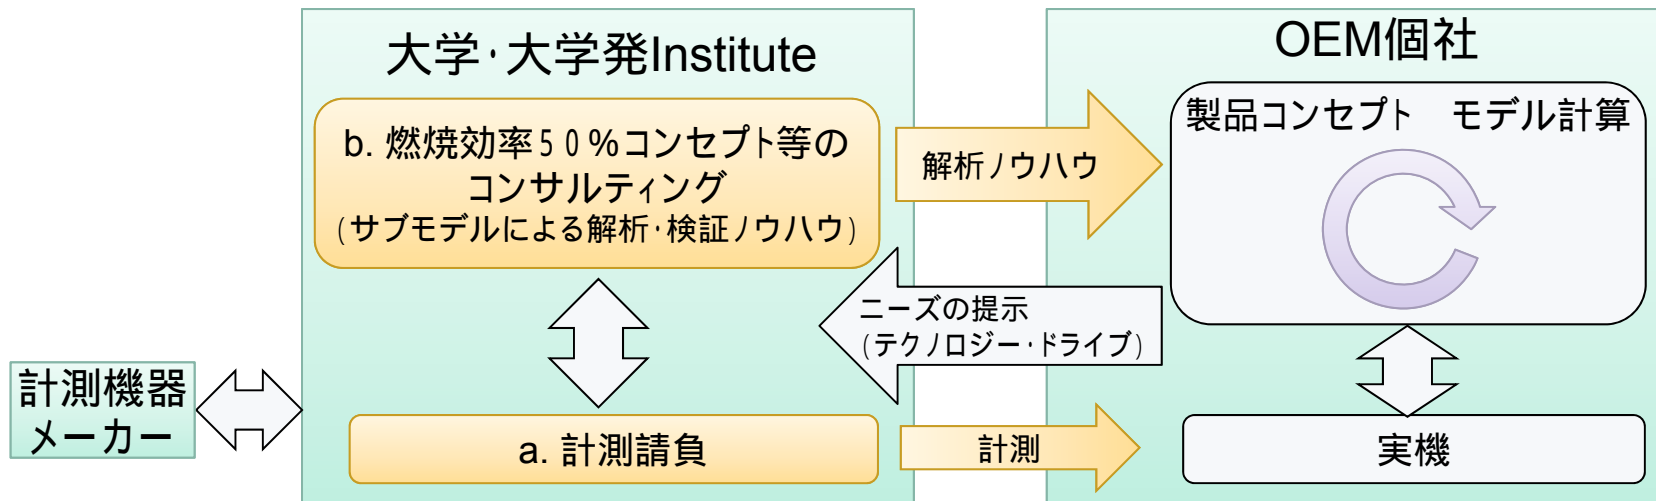 大学・大学発Institute
b. 燃焼効率５０%コンセプト等の
コンサルティング
(サブモデルによる解析・検証ノウハウ)
a. 計測請負
計測機器
メーカー
解析ノウハウ
ニーズの提示
(テクノロジー・ドライブ)
計測
OEM個社
製品コンセプト　モデル計算
実機